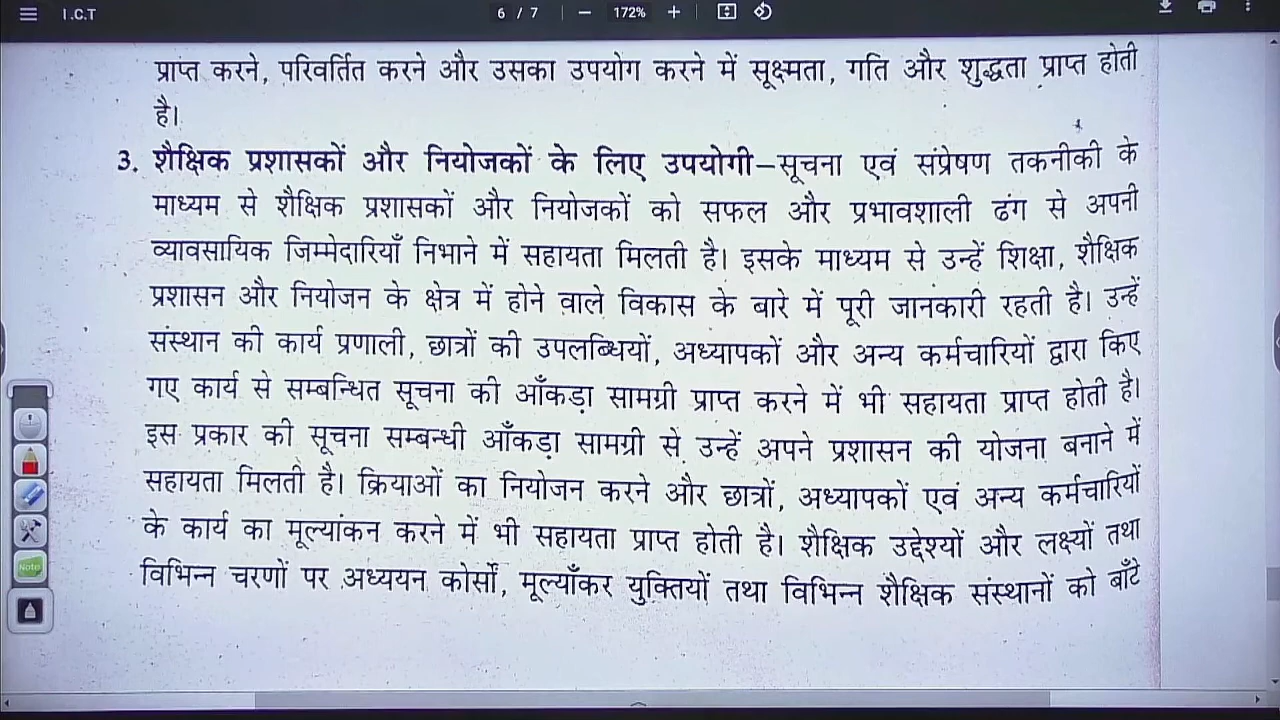 I.C.T
6 / 7
172%
प्राप्त करने, परिवर्तित करने और उसका उपयोग करने में सूक्ष्मता, गति और शुद्धता प्राप्त होती
है।
3. शैक्षिक प्रशासकों और नियोजकों के लिए उपयोगी–सूचना एवं संप्रेषण तकनीकी के
माध्यम से शैक्षिक प्रशासकों और नियोजकों को सफल और प्रभावशाली ढंग से अपनी
व्यावसायिक जिम्मेदारियाँ निभाने में सहायता मिलती है। इसके माध्यम से उन्हें शिक्षा, शैक्षिक
प्रशासन और नियोजन के क्षेत्र में होने वाले विकास के बारे में पूरी जानकारी रहती है। उन्हें
संस्थान की कार्य प्रणाली, छात्रों की उपलब्धियों, अध्यापकों और अन्य कर्मचारियों द्वारा किए
गए कार्य से सम्बन्धित सूचना की आँकड़ा सामग्री प्राप्त करने में भी सहायता प्राप्त होती है।
इस प्रकार की सूचना सम्बन्धी आँकड़ा सामग्री से उन्हें अपने प्रशासन की योजना बनाने में
सहायता मिलती है। क्रियाओं का नियोजन करने और छात्रों, अध्यापकों एवं अन्य कर्मचारियों
के कार्य का मूल्यांकन करने में भी सहायता प्राप्त होती है। शैक्षिक उद्देश्यों और लक्ष्यों तथा
विभिन्न चरणों पर अध्ययन कोर्सों, मूल्याँकर युक्तियों तथा विभिन्न शैक्षिक संस्थानों को बाँटे
Note